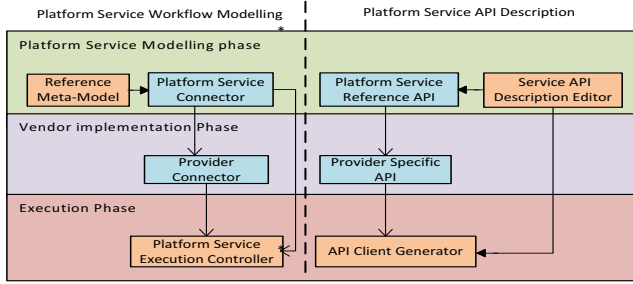 Platform Service Workflow Modelling
Platform Service API Description
Platform Service Modelling phase
Reference
Meta-Model
Platform Service
Connector
Platform Service
Reference API
Service API
Description Editor
Vendor implementation Phase
Provider
Connector
Provider Specific
API
Execution Phase
Platform Service
Execution Controller
API Client Generator